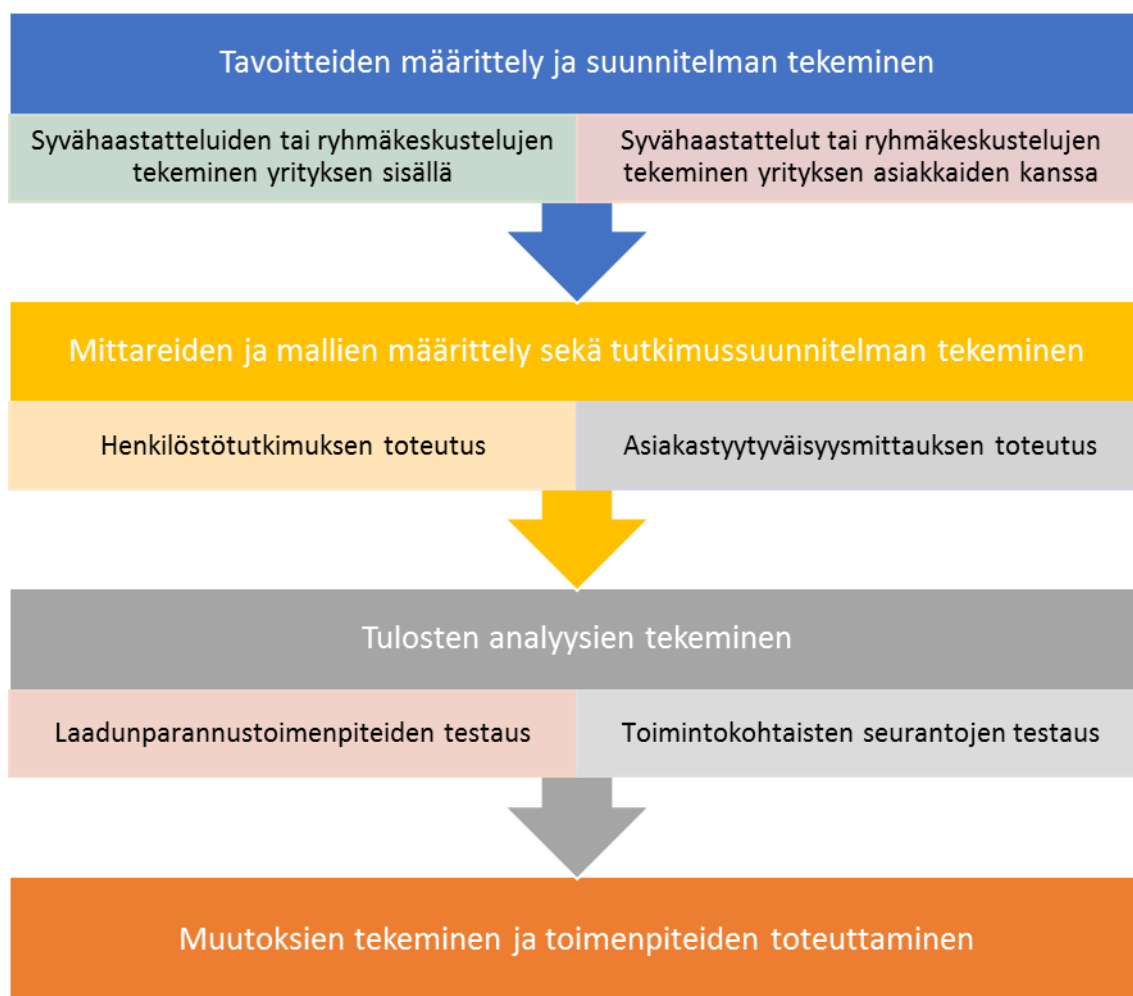 Tavoitteiden määrittely ja suunnitelman tekeminen
Syvähaastatteluiden tai ryhmäkeskustelujen
tekeminen yrityksen sisällä
Syvähaastattelut tai ryhmäkeskustelujen
tekeminen yrityksen asiakkaiden kanssa
Mittareiden ja mallien määrittely sekä tutkimussuunnitelman tekeminen
Henkilöstötutkimuksen toteutus
Asiakastyytyväisyysmittauksen toteutus
Tulosten analyysien tekeminen
Laadunparannustoimenpiteiden testaus
Toimintokohtaisten seurantojen testaus
Muutoksien tekeminen ja toimenpiteiden toteuttaminen